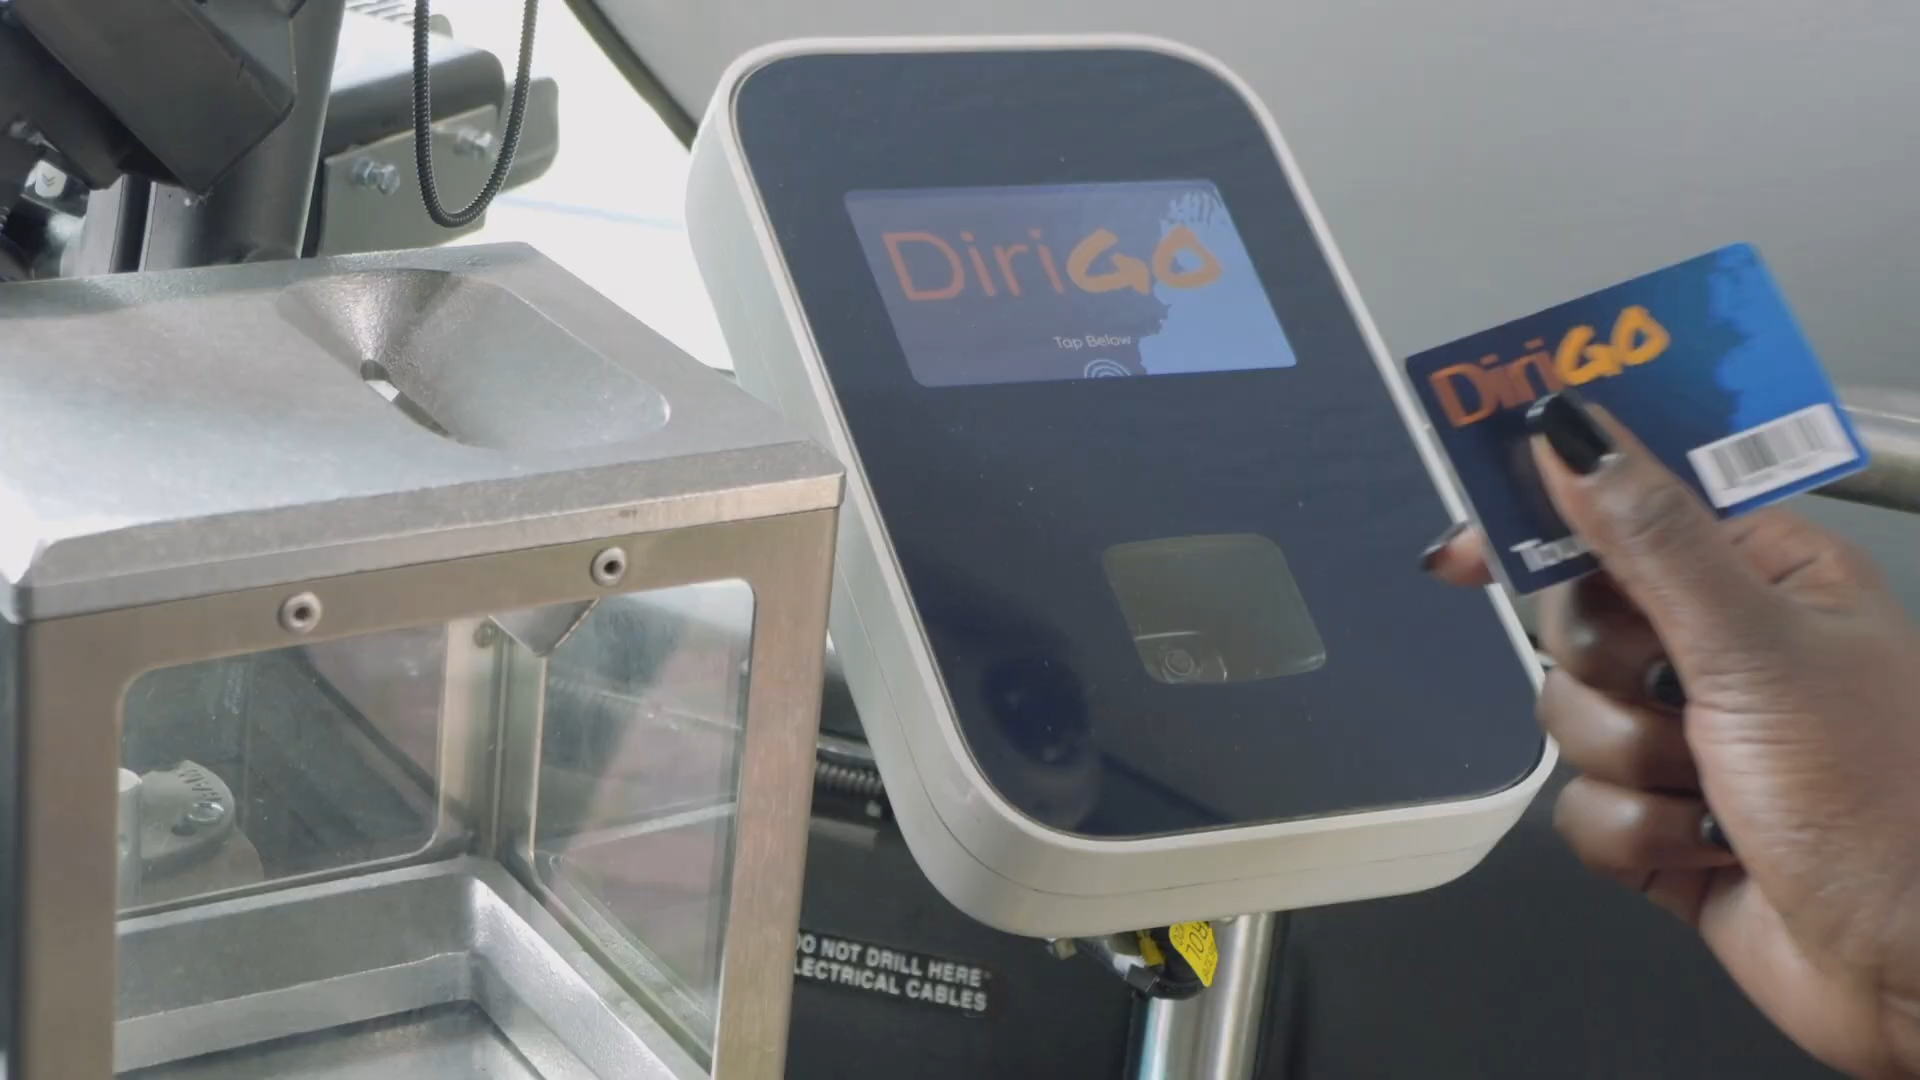 DiriGO
Tap Below
DiriGO
DO NOT DRILL HERE
ELECTRICAL CABLES